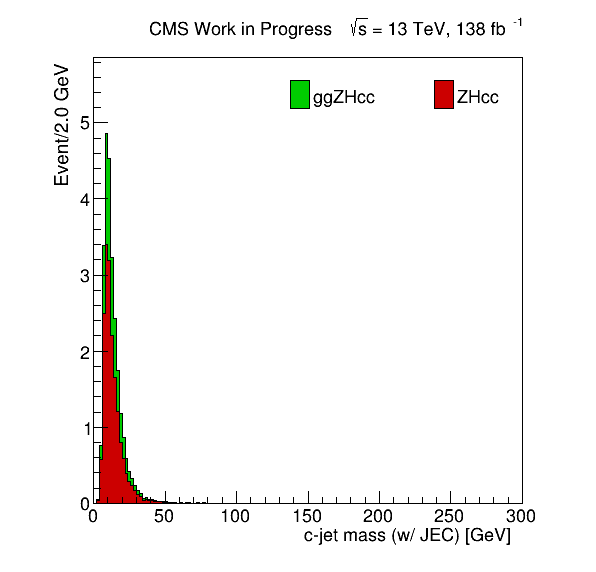 CMS Work in Progress √s = 13 TeV, 138 fb -1
Event/2.0 GeV
ggZHcc ZHcc
5
4
3
2
1
0
0 50 100 150 200 250 300
c-jet mass (w/ JEC) [GeV]